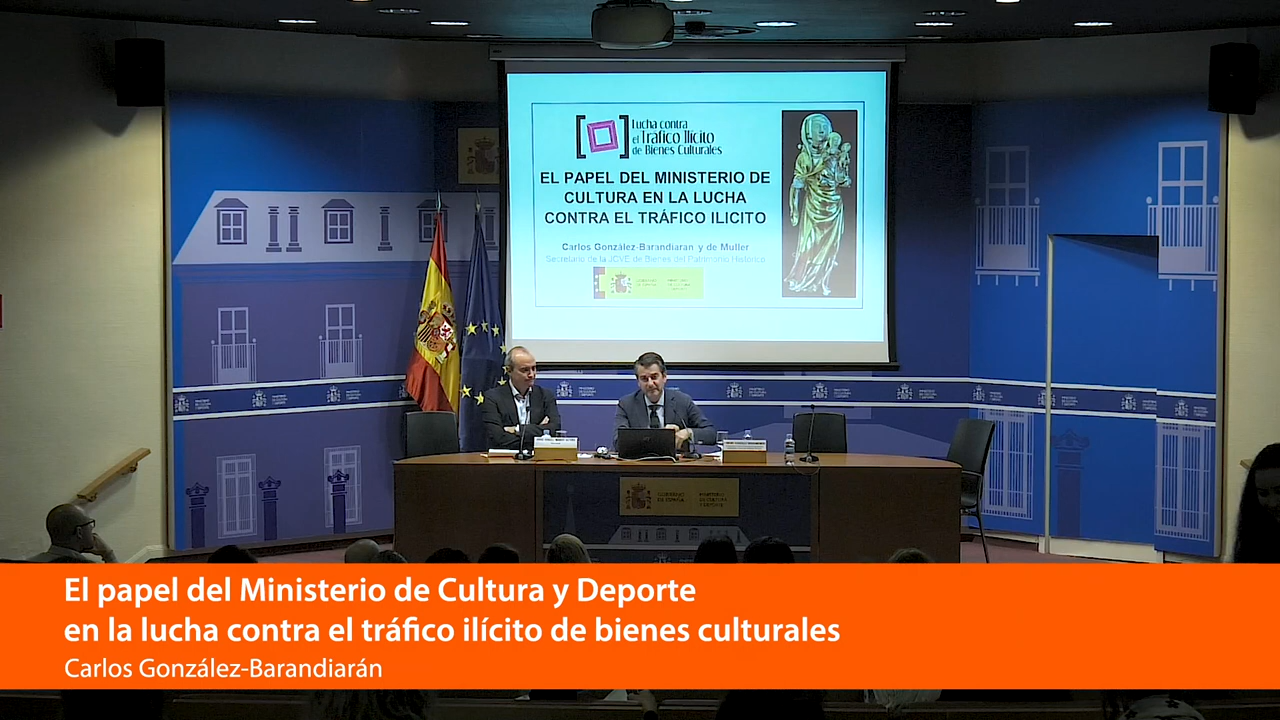 Lucha contra
el Tráfico Ilícito
de Bienes Culturales
EL PAPEL DEL MINISTERIO DE
CULTURA EN LA LUCHA
CONTRA EL TRÁFICO ILICITO
Carlos González-Barandiaran y de Muller
Secretario de la JCVE de Bienes del Patrimonio Histórico
El papel del Ministerio de Cultura y Deporte
en la lucha contra el tráfico ilícito de bienes culturales
Carlos González-Barandiarán